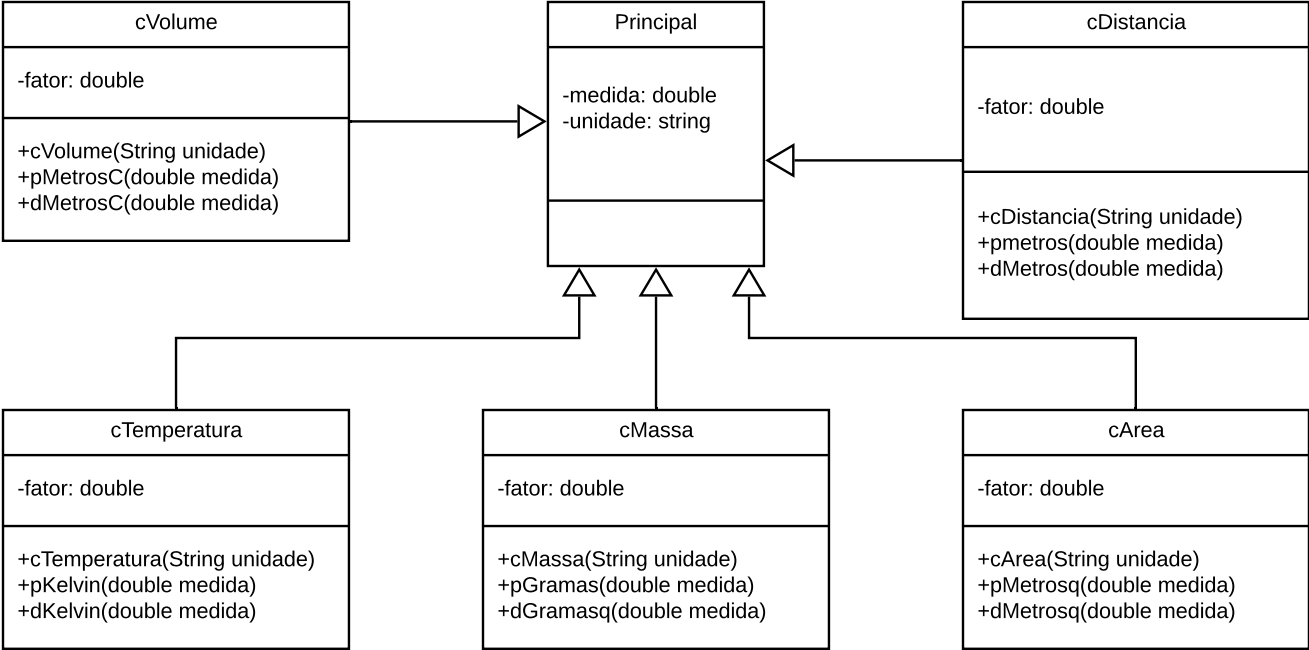 cVolume
-fator: double
+cVolume(String unidade)
+pMetrosC(double medida)
+dMetrosC(double medida)
Principal
-medida: double
-unidade: string
cDistancia
-fator: double
+cDistancia(String unidade)
+pmetros(double medida)
+dMetros(double medida)
cTemperatura
-fator: double
+cTemperatura(String unidade)
+pKelvin(double medida)
+dKelvin(double medida)
cMassa
-fator: double
+cMassa(String unidade)
+pGramas(double medida)
+dGramasq(double medida)
cArea
-fator: double
+cArea(String unidade)
+pMetrosq(double medida)
+dMetrosq(double medida)